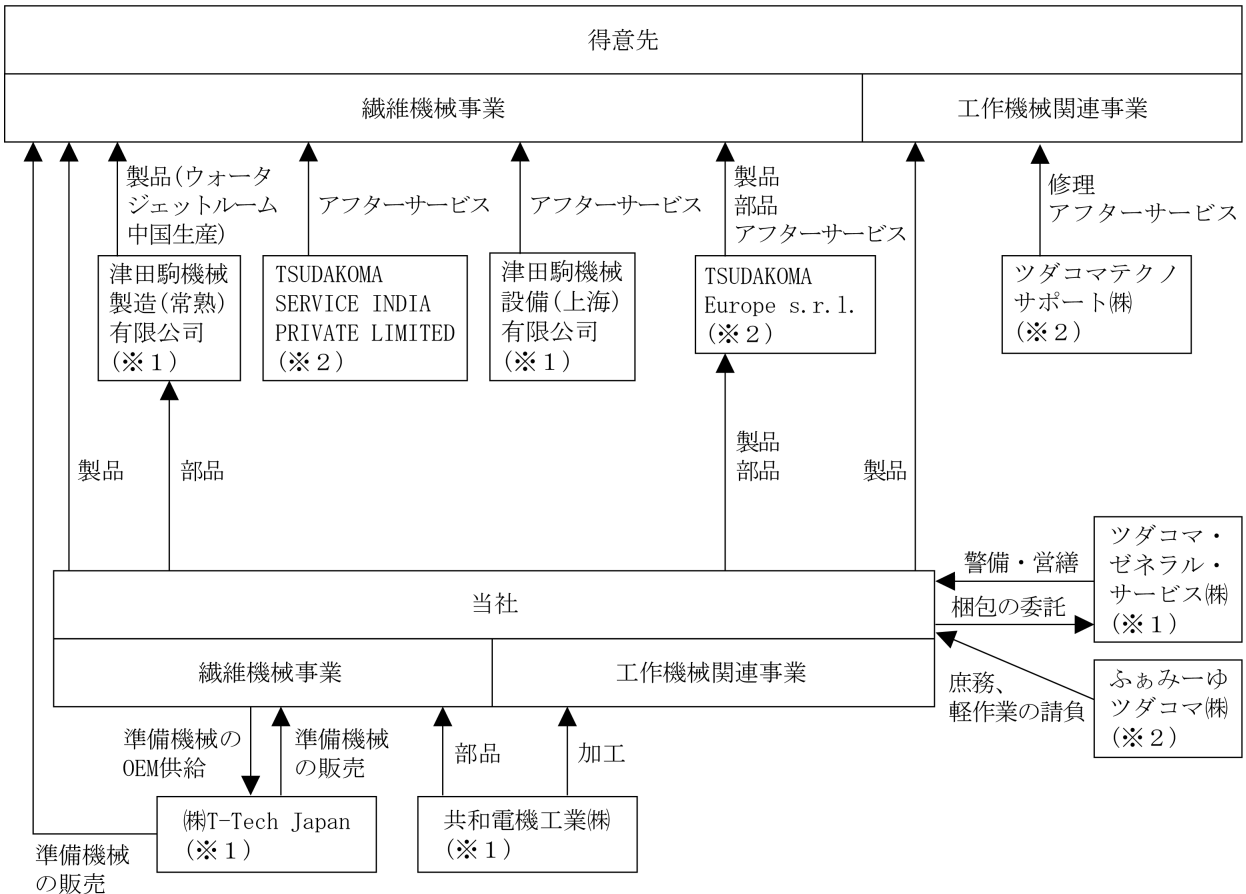 得意先
繊維機械事業
工作機械関連事業
製品(ウォータ
ジェットルーム
中国生産)
アフターサービス
アフターサービス
製品
部品
アフターサービス
修理
アフターサービス
津田駒機械
製造(常熟)
有限公司
(※1)
TSUDAKOMA
SERVICE INDIA
PRIVATE LIMITED
(※2)
津田駒機械
設備(上海)
有限公司
(※1)
TSUDAKOMA
Europe s.r.l.
(※2)
ツダコマテクノ
サポート㈱
(※2)
製品
部品
製品
部品
製品
当社
繊維機械事業
工作機械関連事業
警備・営繕
梱包の委託
ツダコマ・
ゼネラル・
サービス㈱
(※1)
庶務、
軽作業の請負
ふぁみーゆ
ツダコマ㈱
(※2)
準備機械の
OEM供給
準備機械
の販売
部品
加工
㈱T-Tech Japan
(※1)
共和電機工業㈱
(※1)
準備機械
の販売